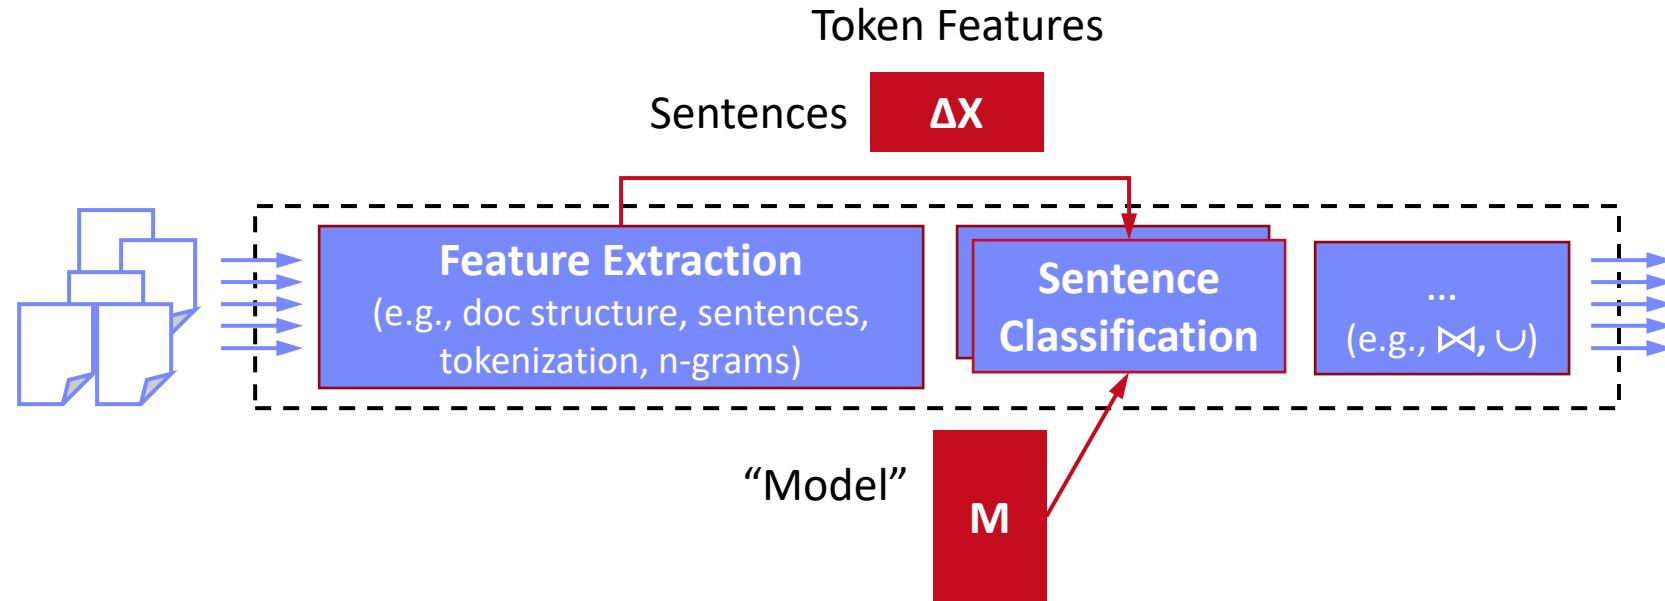 Token Features
Sentences
ΔX
Feature Extraction
(e.g., doc structure, sentences,
tokenization, n-grams)
Sentence
Classification
...
(e.g., ⋈, ∪)
“Model”
M